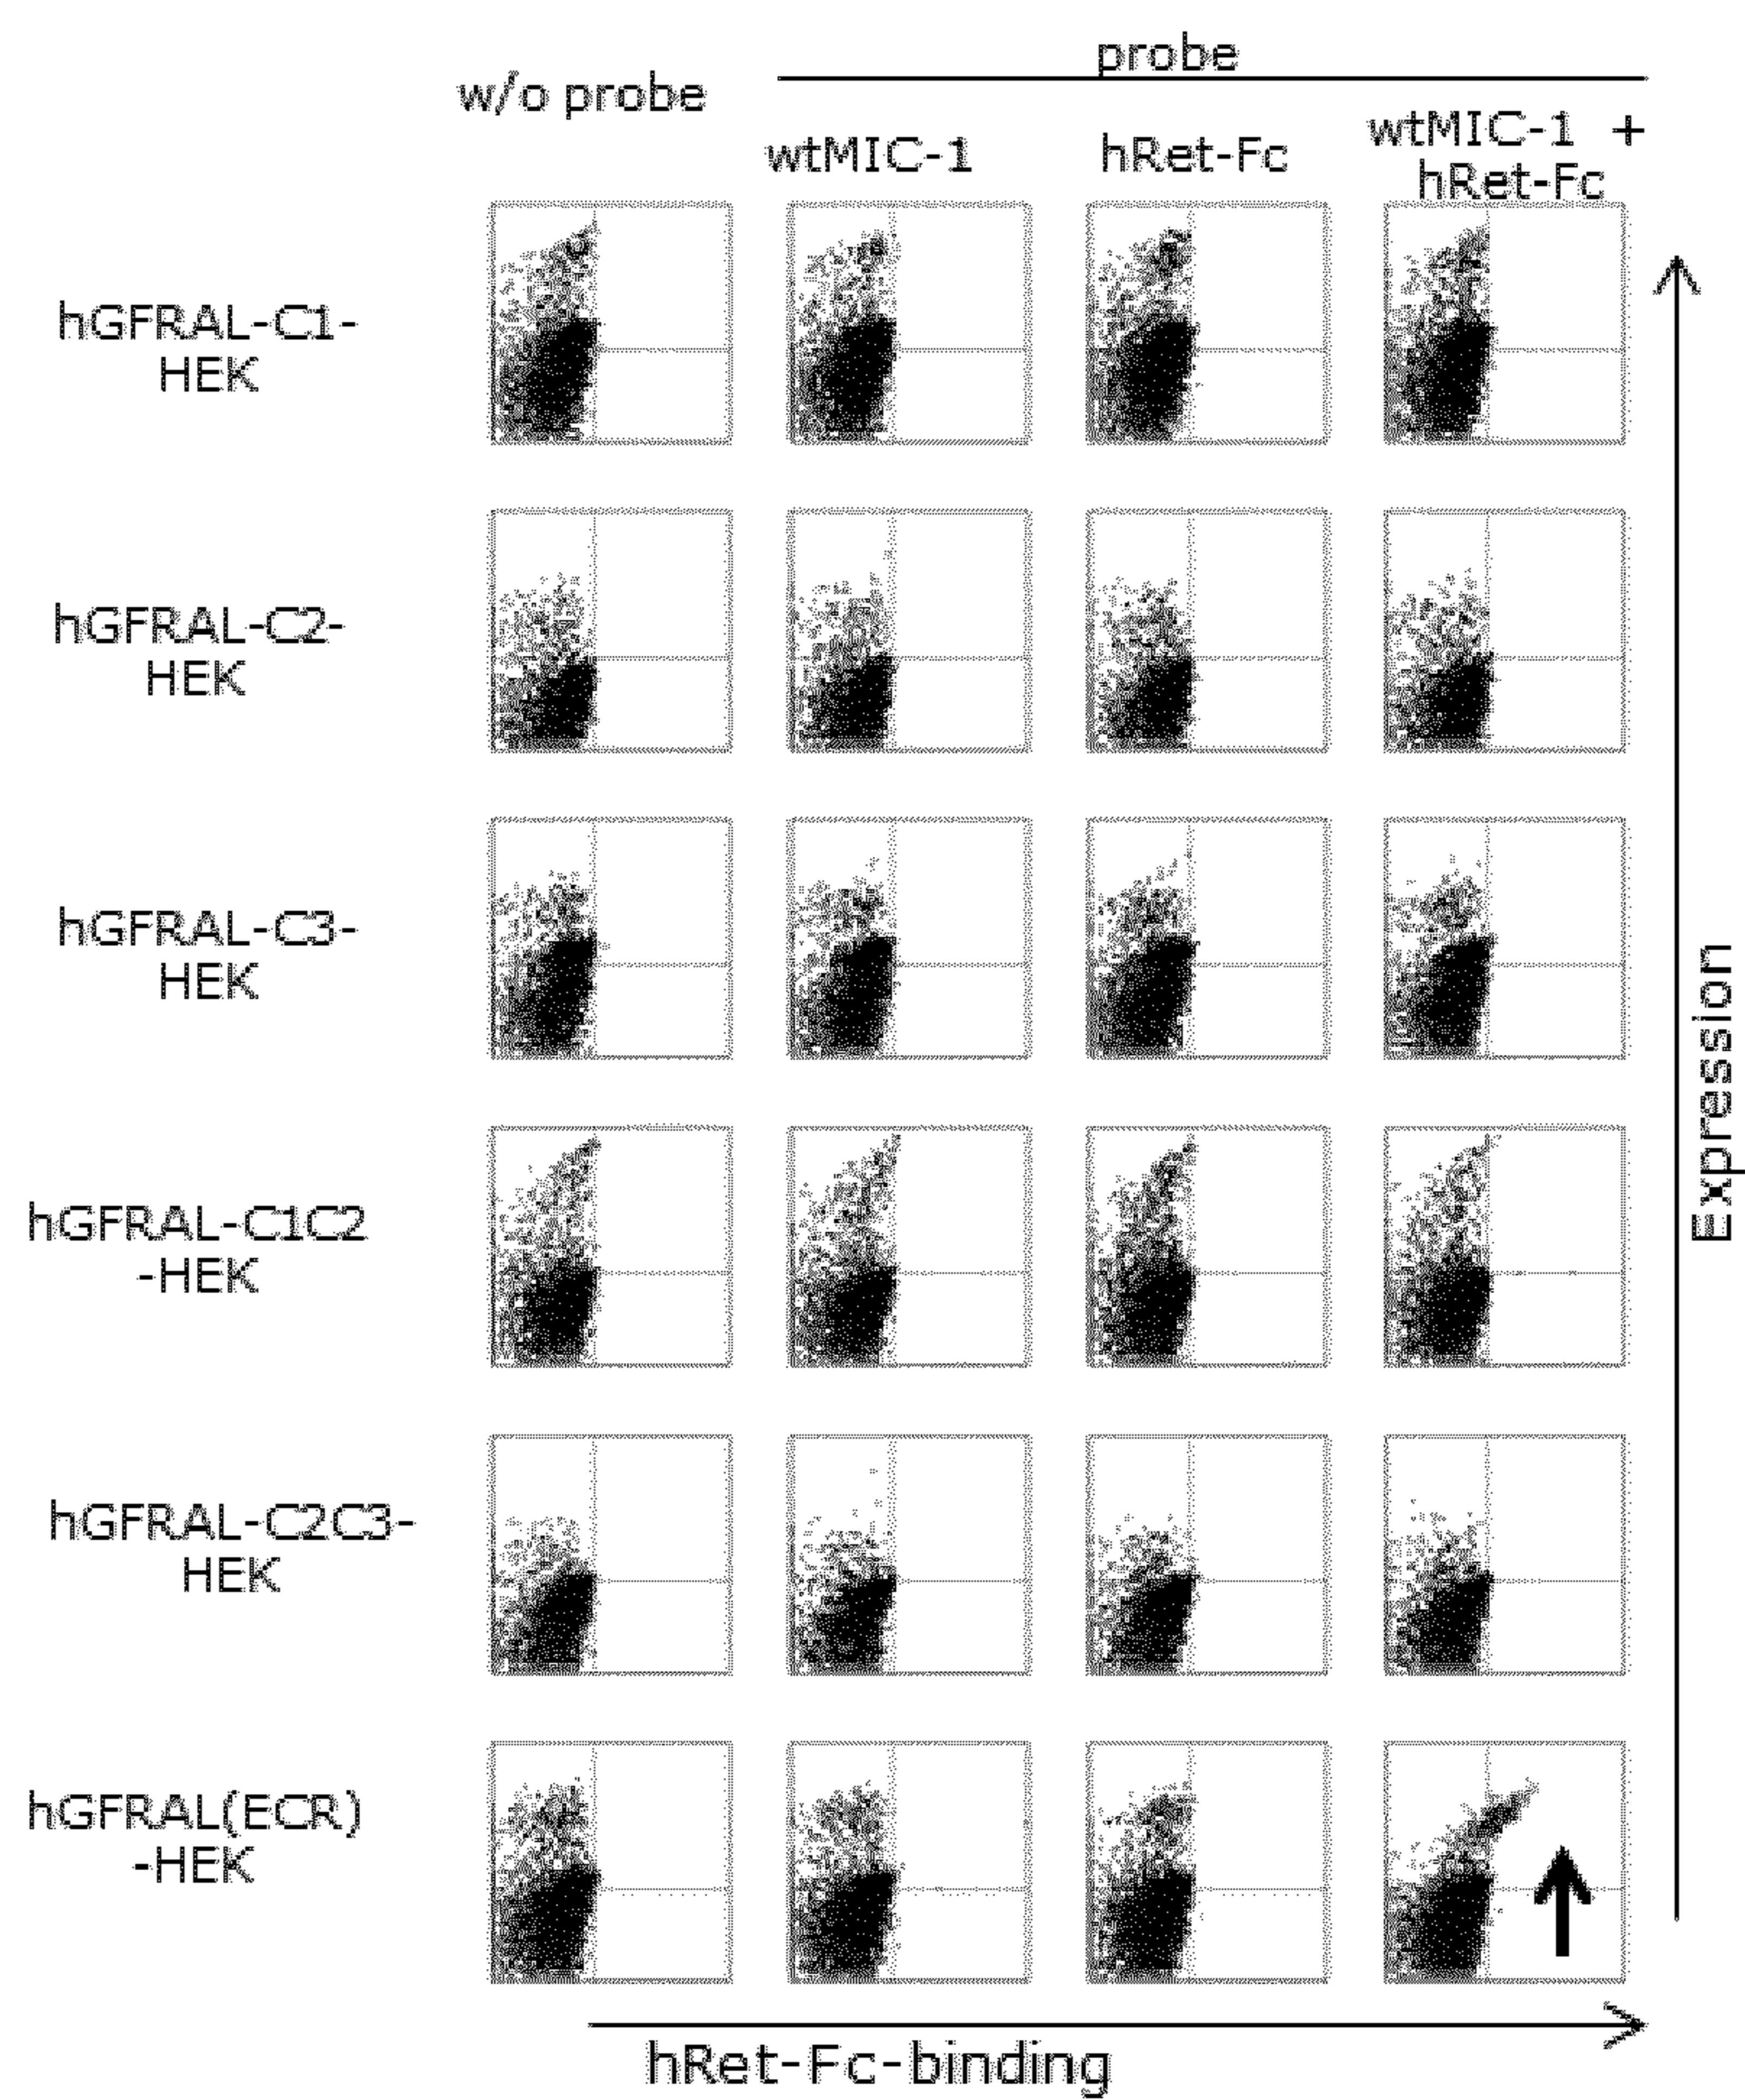 probe
w/o probe
wtMIC-1
hRet-Fc
wtMIC-1 +
hRet-Fc
hGFRAL-C1-
HEK
hGFRAL-C2-
HEK
hGFRAL-C3-
HEK
hGFRAL-C1C2
-HEK
hGFRAL-C2C3-
HEK
hGFRAL(ECR)
-HEK
Expression
hRet-Fc-binding